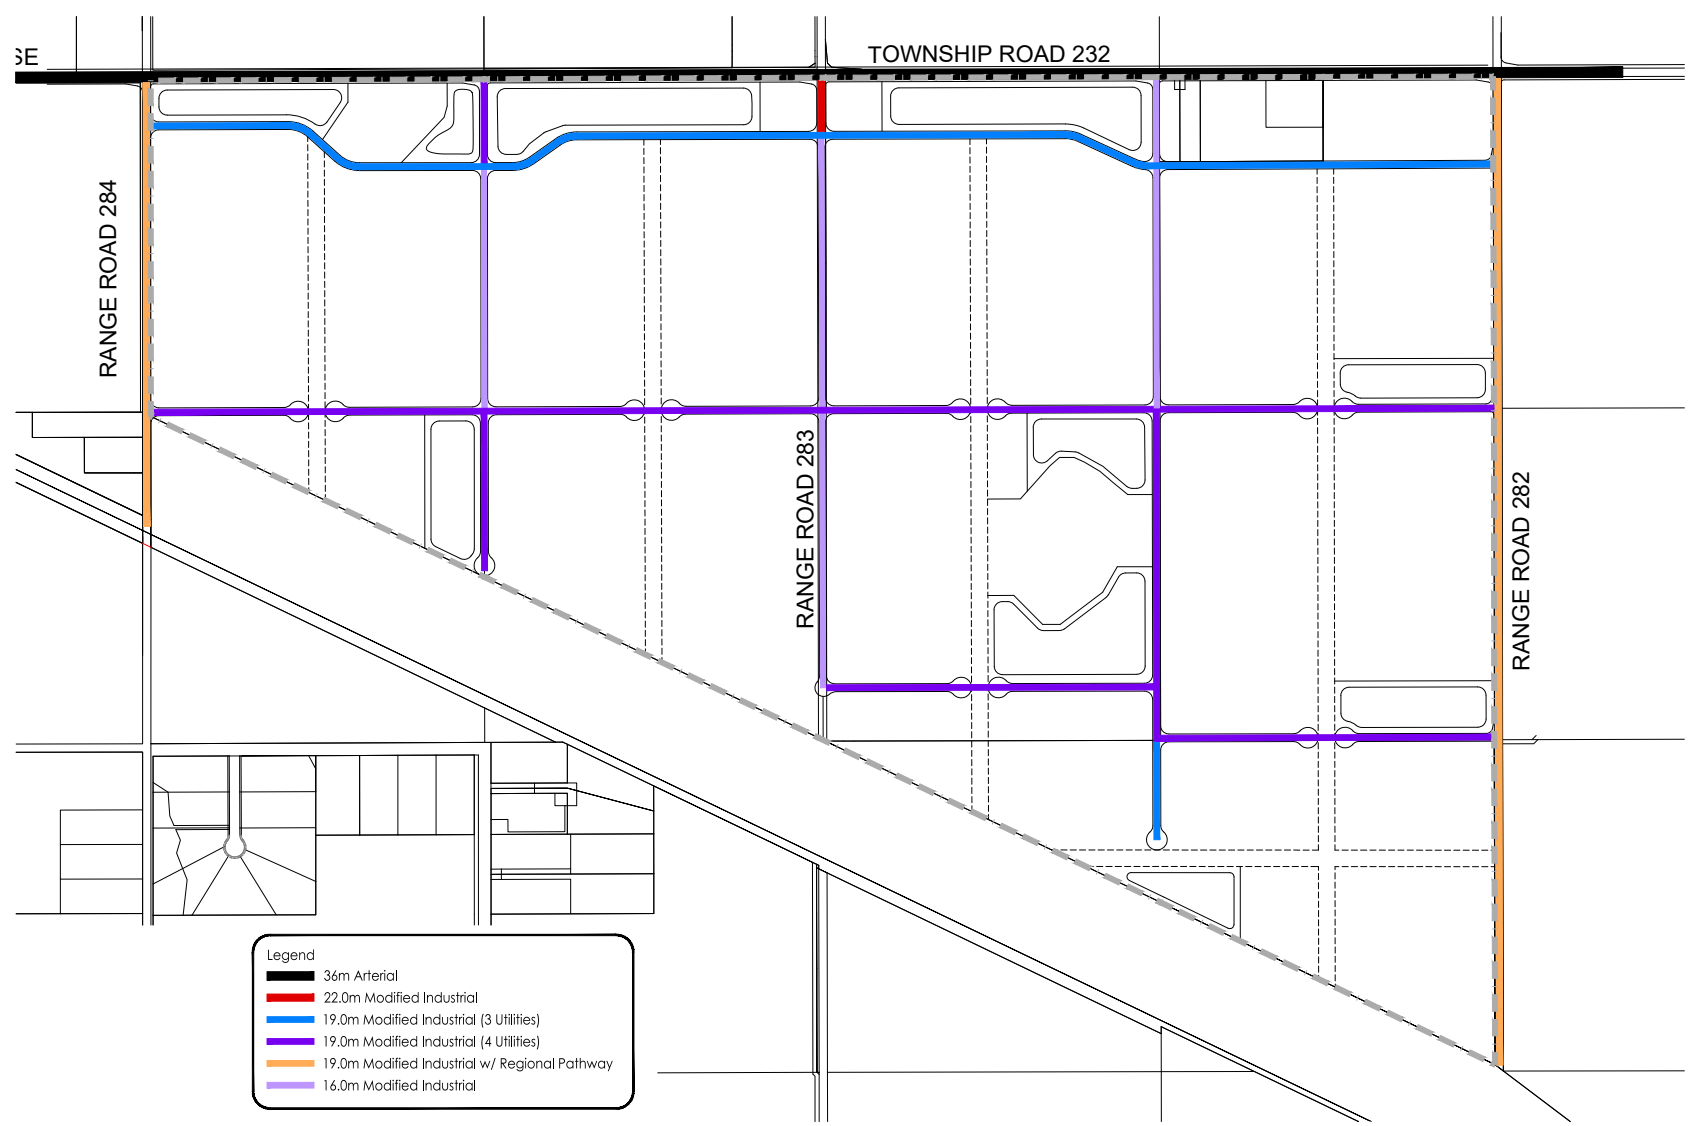 SE
TOWNSHIP ROAD 232
RANGE ROAD 284
RANGE ROAD 283
RANGE ROAD 282
Legend
36m Arterial
22.0m Modified Industrial
19.0m Modified Industrial (3 Utilities)
19.0m Modified Industrial (4 Utilities)
19.0m Modified Industrial w/ Regional Pathway
16.0m Modified Industrial